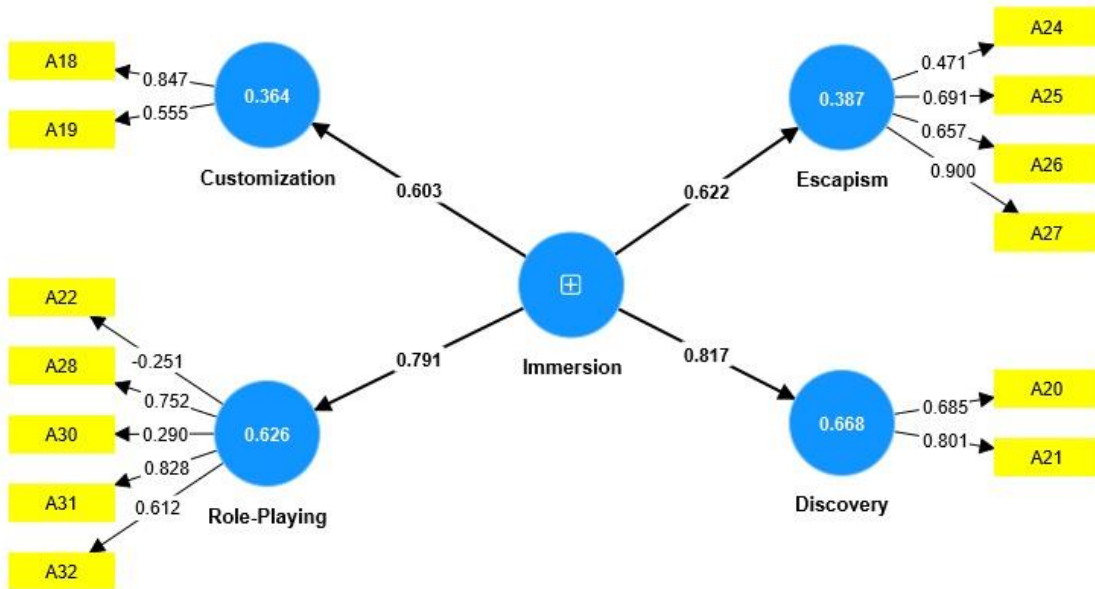 A18
A19
0.847
0.555
0.364
Customization
0.603
A24
A25
A26
A27
0.471
0.691
0.657
0.900
0.387
Escapism
0.622
Immersion
A22
A28
A30
A31
A32
-0.251
0.752
0.290
0.828
0.612
0.626
Role-Playing
0.791
0.817
0.668
Discovery
0.685
0.801
A20
A21